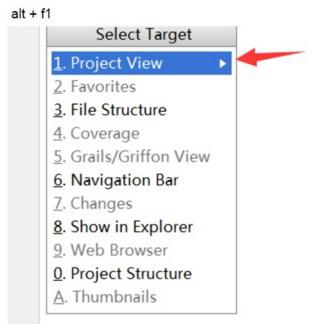 alt + f1
Select Target
1. Project View
2. Favorites
3. File Structure
4. Coverage
5. Grails/Griffon View
6. Navigation Bar
7. Changes
8. Show in Explorer
9. Web Browser
0. Project Structure
A. Thumbnails